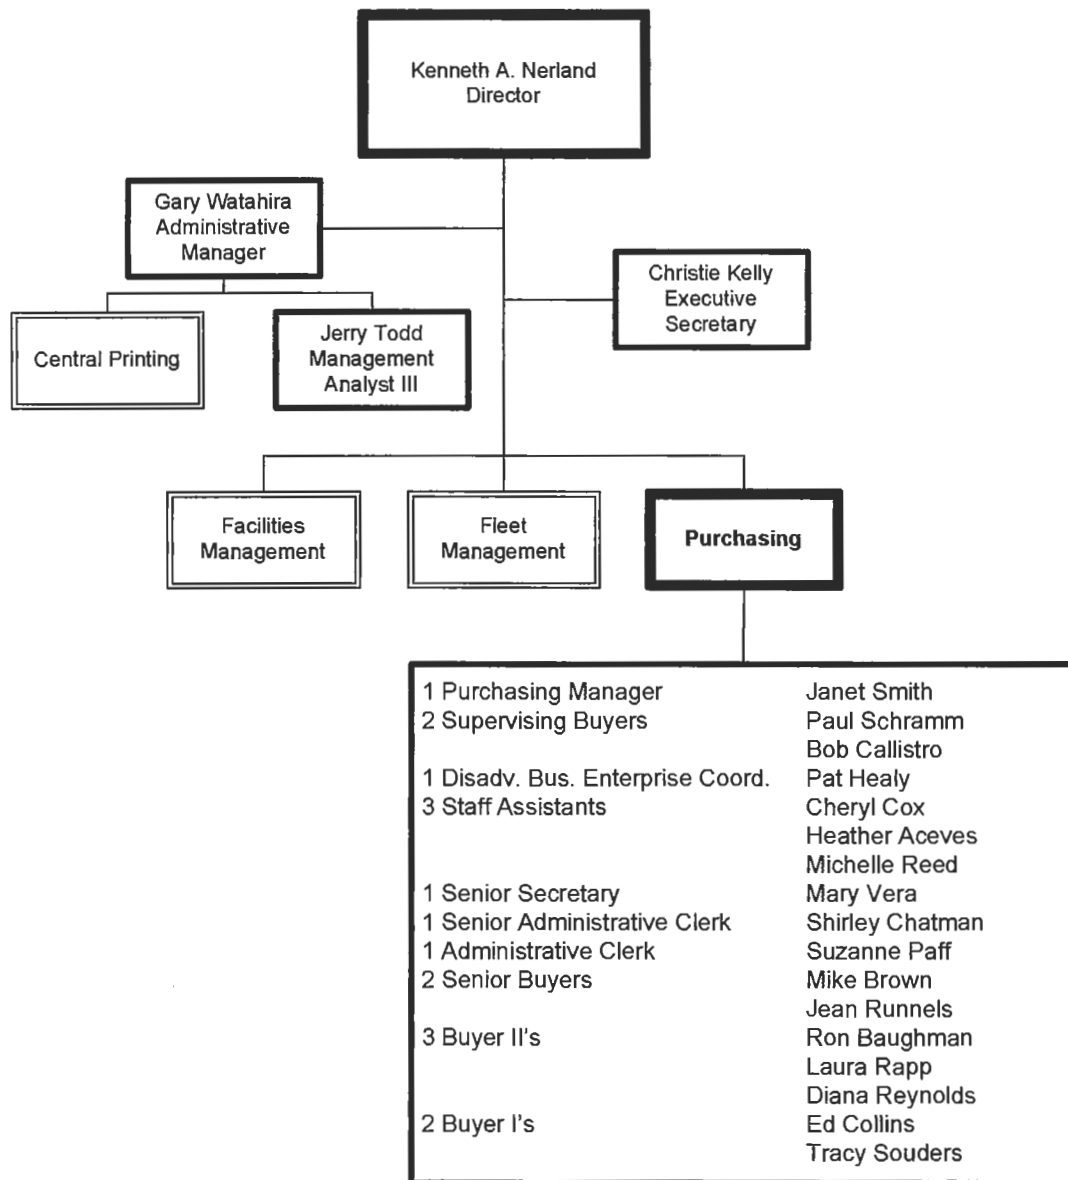 Kenneth A. Nerland
Director
Gary Watahira
Administrative
Manager
Christie Kelly
Executive
Secretary
Central Printing
Jerry Todd
Management
Analyst III
Facilities
Management
Fleet
Management
Purchasing
1 Purchasing Manager Janet Smith
2 Supervising Buyers Paul Schramm
Bob Callistro
1 Disadv. Bus. Enterprise Coord. Pat Healy
3 Staff Assistants Cheryl Cox
Heather Aceves
Michelle Reed
1 Senior Secretary Mary Vera
1 Senior Administrative Clerk Shirley Chatman
1 Administrative Clerk Suzanne Paff
2 Senior Buyers Mike Brown
Jean Runnels
3 Buyer II's Ron Baughman
Laura Rapp
Diana Reynolds
2 Buyer I's Ed Collins
Tracy Souders